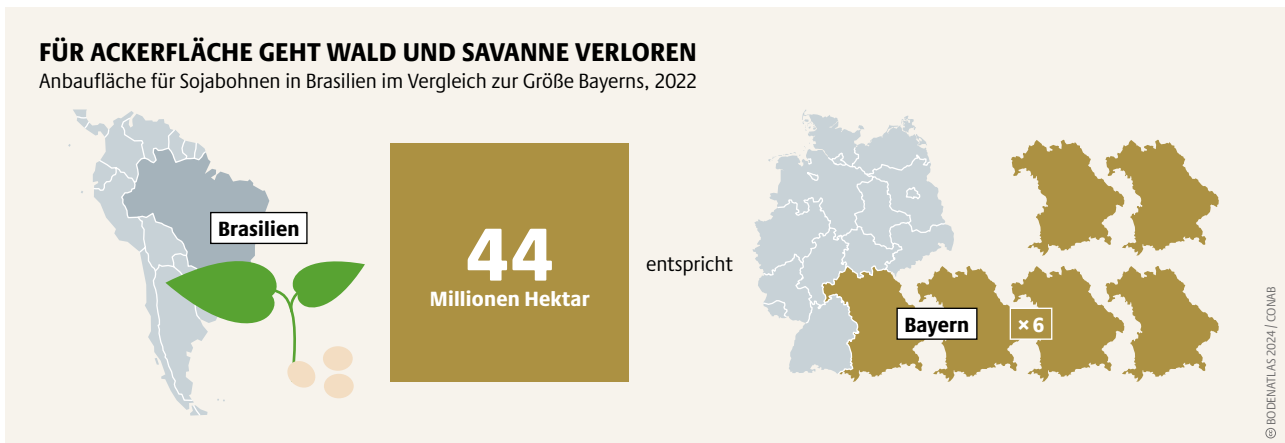 FÜR ACKERFLÄCHE GEHT WALD UND SAVANNE VERLOREN
Anbaufläche für Sojabohnen in Brasilien im Vergleich zur Größe Bayerns, 2022
Brasilien
44
Millionen Hektar
entspricht
Bayern
× 6
BODENATLAS 2024 / CONAB